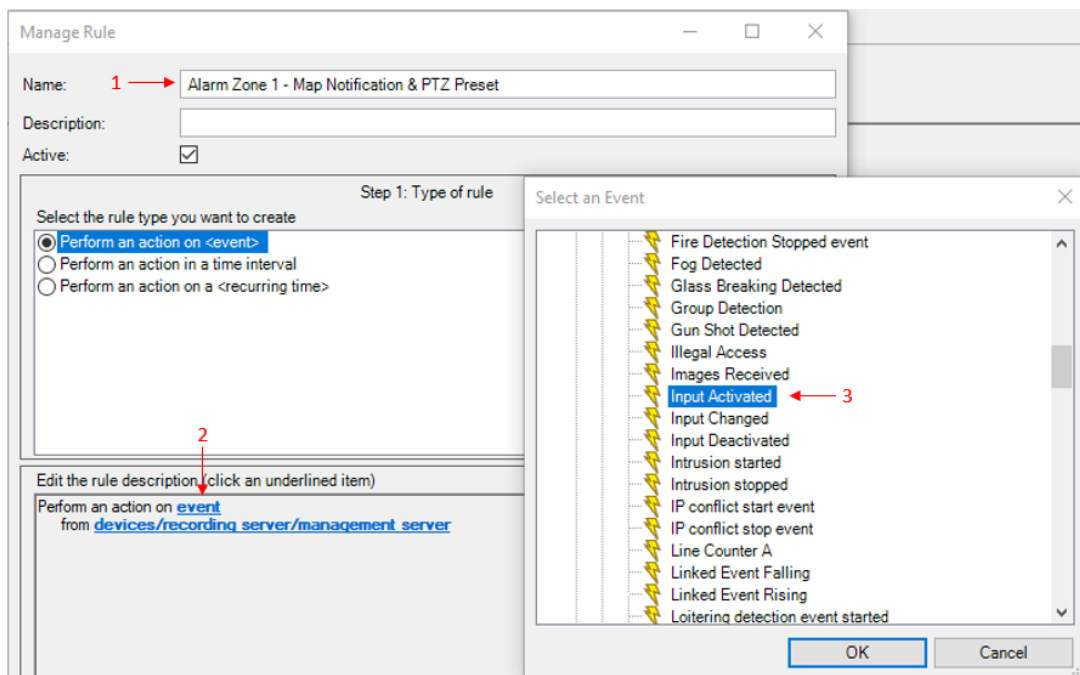 Manage Rule
Name:
1
Alarm Zone 1 - Map Notification & PTZ Preset
Description:
Active:
Step 1: Type of rule
Select the rule type you want to create
Perform an action on <event>
Perform an action in a time interval
Perform an action on a <recurring time>
2
Edit the rule description (click an underlined item)
Perform an action on event
from devices/recording server/management server
Select an Event
Fire Detection Stopped event
Fog Detected
Glass Breaking Detected
Group Detection
Gun Shot Detected
Illegal Access
Images Received
Input Activated
3
Input Changed
Input Deactivated
Intrusion started
Intrusion stopped
IP conflict start event
IP conflict stop event
Line Counter A
Linked Event Falling
Linked Event Rising
Loitering detection event started
OK
Cancel